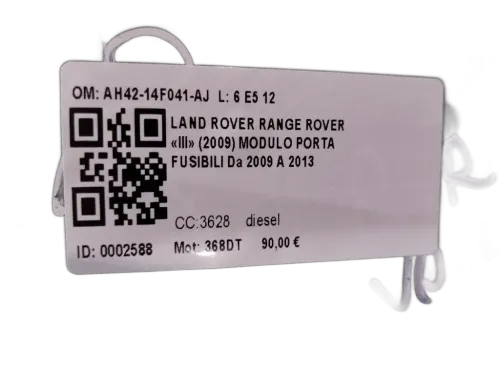 OM: AH42-14F041-AJ L: 6 E5 12
LAND ROVER RANGE ROVER
«III» (2009) MODULO PORTA
FUSIBILI Da 2009 A 2013
CC:3628 diesel
ID: 0002588 Mot: 368DT 90,00 €